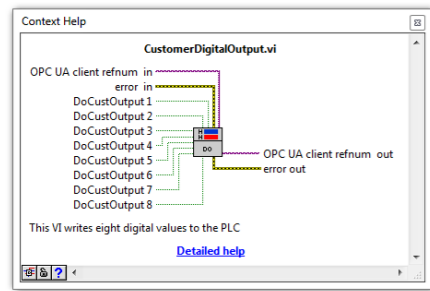 Context Help
CustomerDigitalOutput.vi
OPC UA client refnum in
error in
DoCustOutput 1
DoCustOutput 2
DoCustOutput 3
DoCustOutput 4
DoCustOutput 5
DoCustOutput 6
DoCustOutput 7
DoCustOutput 8
DO
OPC UA client refnum out
error out
This VI writes eight digital values to the PLC
Detailed help
?